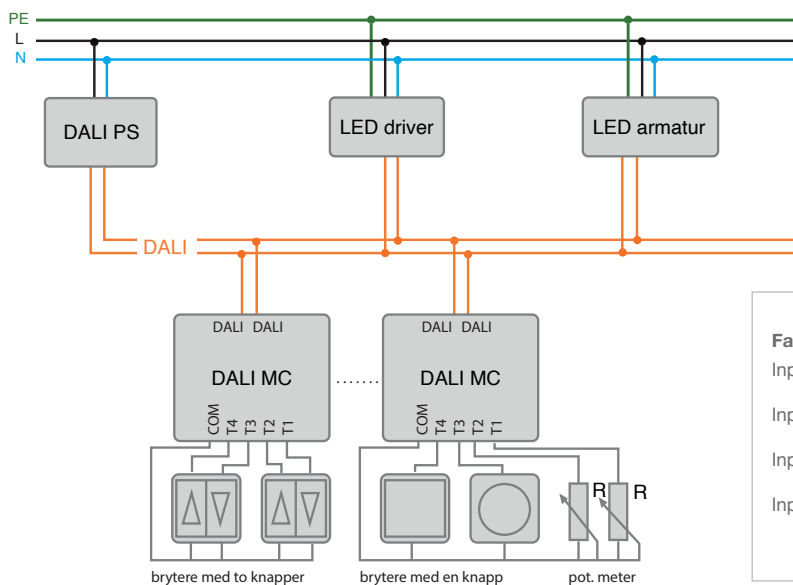 PE
L
N
DALI PS
LED driver
LED armatur
DALI
DALI DALI
DALI MC
COM
T4
T3
T2
T1
DALI DALI
DALI MC
COM
T4
T3
T2
T1
R
R
brytere med to knapper
brytere med en knapp
pot. meter
Fa
Inp
Inp
Inp
Inp